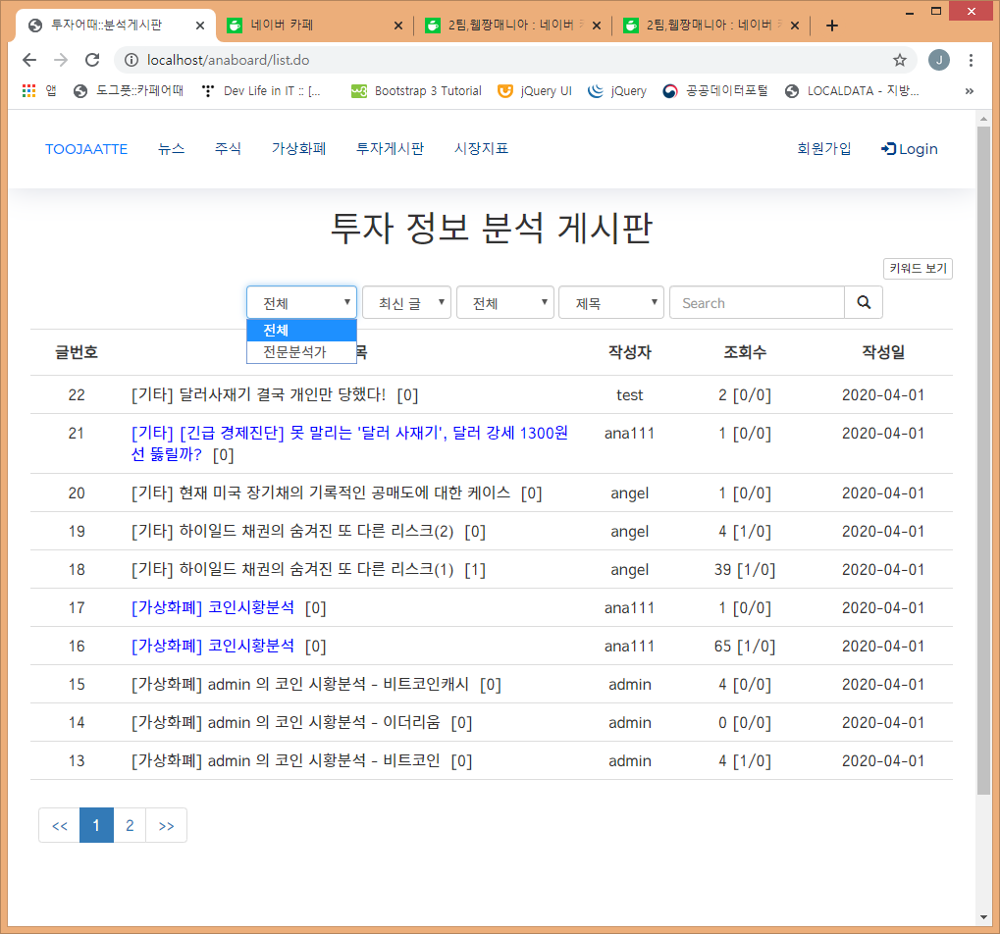 투자어때::분석게시판
네이버 카페
2팀,웹짱매니아 : 네이버
2팀,웹짱매니아 : 네이버
localhost/anaboard/list.do
J
앱
도그풋::카페어때
Dev Life in IT :: [...
w3
Bootstrap 3 Tutorial
jQuery UI
jQuery
공공데이터포털
LOCALDATA - 지방...
»
TOOJAATTE 뉴스 주식 가상화폐 투자게시판 시장지표 회원가입 Login
투자 정보 분석 게시판
키워드 보기
전체 최신 글 전체 제목 Search
전체
전문분석가
글번호 목 작성자 조회수 작성일
22 [기타] 달러사재기 결국 개인만 당했다! [0] test 2 [0/0] 2020-04-01
21 [기타] [긴급 경제진단] 못 말리는 '달러 사재기', 달러 강세 1300원 ana111 1 [0/0] 2020-04-01
선 뚫릴까? [0]
20 [기타] 현재 미국 장기채의 기록적인 공매도에 대한 케이스 [0] angel 1 [0/0] 2020-04-01
19 [기타] 하이일드 채권의 숨겨진 또 다른 리스크(2) [0] angel 4 [1/0] 2020-04-01
18 [기타] 하이일드 채권의 숨겨진 또 다른 리스크(1) [1] angel 39 [1/0] 2020-04-01
17 [가상화폐] 코인시황분석 [0] ana111 1 [0/0] 2020-04-01
16 [가상화폐] 코인시황분석 [0] ana111 65 [1/0] 2020-04-01
15 [가상화폐] admin 의 코인 시황분석 - 비트코인캐시 [0] admin 4 [0/0] 2020-04-01
14 [가상화폐] admin 의 코인 시황분석 - 이더리움 [0] admin 0 [0/0] 2020-04-01
13 [가상화폐] admin 의 코인 시황분석 - 비트코인 [0] admin 4 [1/0] 2020-04-01
<< 1 2 >>